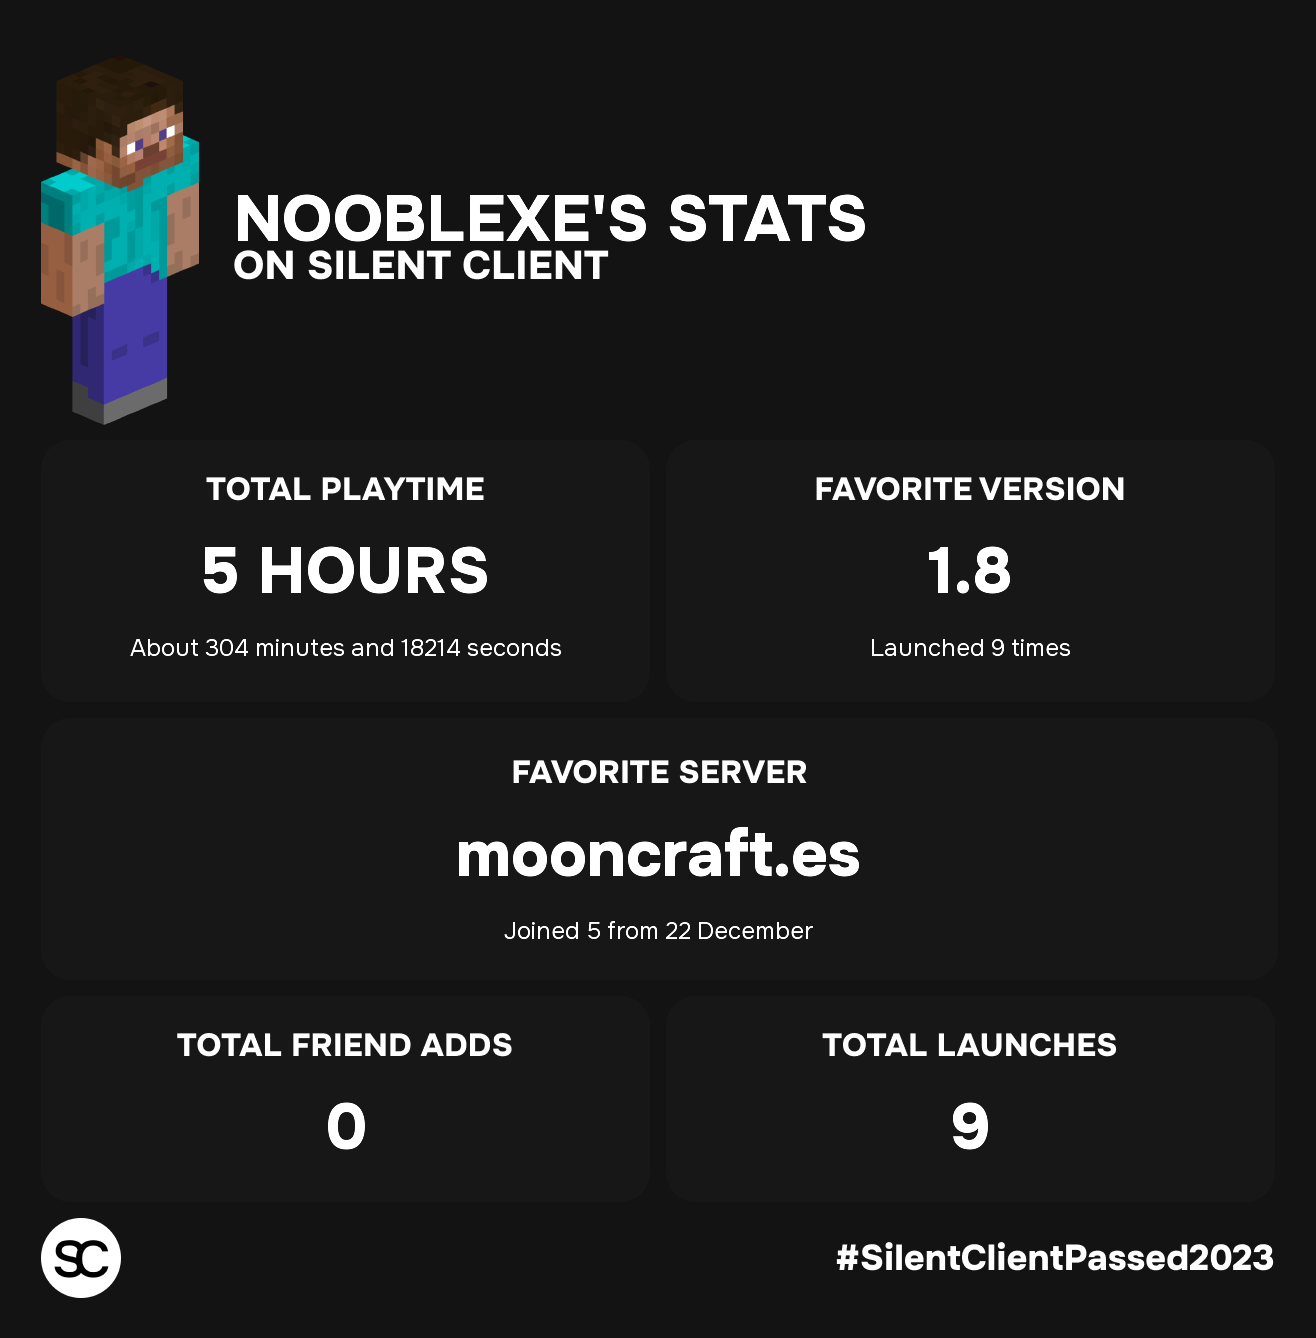 NOOBLEXE'S STATS
ON SILENT CLIENT
TOTAL PLAYTIME
5 HOURS
About 304 minutes and 18214 seconds
FAVORITE VERSION
1.8
Launched 9 times
FAVORITE SERVER
mooncraft.es
Joined 5 from 22 December
TOTAL FRIEND ADDS
0
TOTAL LAUNCHES
9
SC
#SilentClientPassed2023